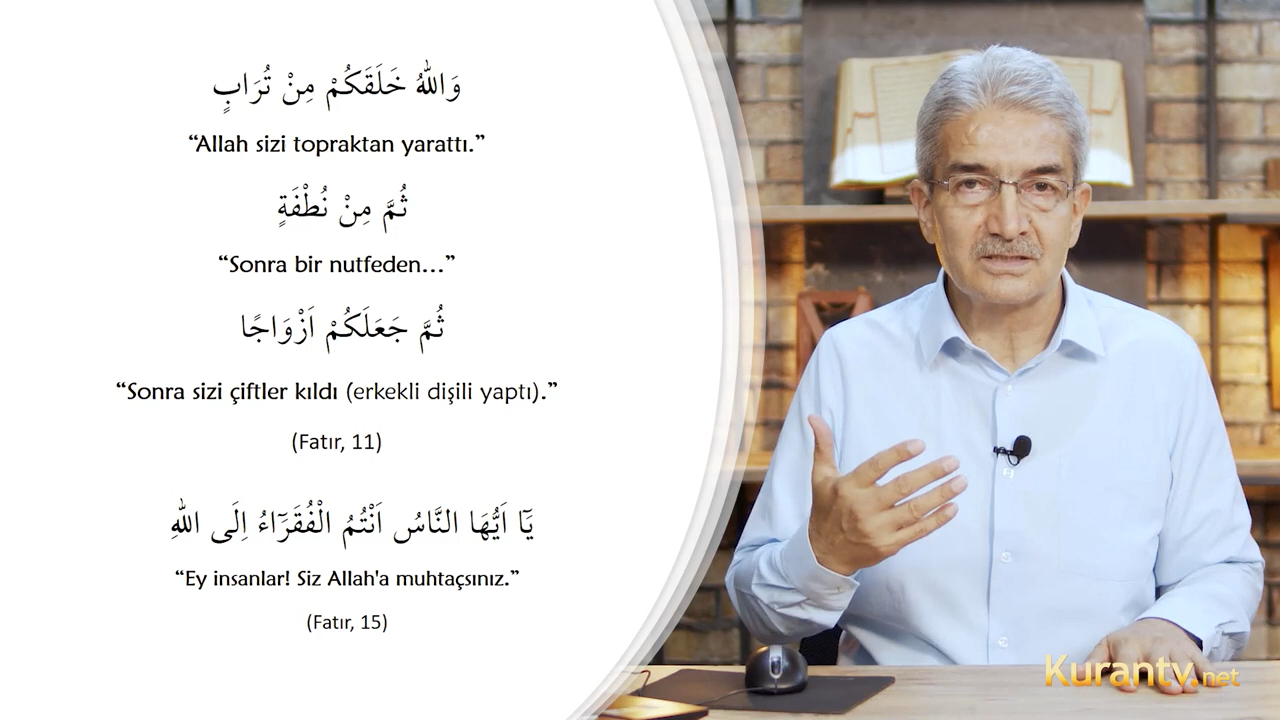 وَاللّٰهُ خَلَقَكُمْ مِنْ تُرَابٍ
“Allah sizi topraktan yarattı.”
ثُمَّ مِنْ نُطْفَةٍ
“Sonra bir nutfeden...”
ثُمَّ جَعَلَكُمْ اَزْوَاجًا
“Sonra sizi çiftler kıldı (erkekli dişili yaptı).”
(Fatır, 11)
يَٓا اَيُّهَا النَّاسُ اَنْتُمُ الْفُقَرَٓاءُ اِلَى اللّٰهِ
“Ey insanlar! Siz Allah'a muhtaçsınız.”
(Fatır, 15)
Kurantv.net